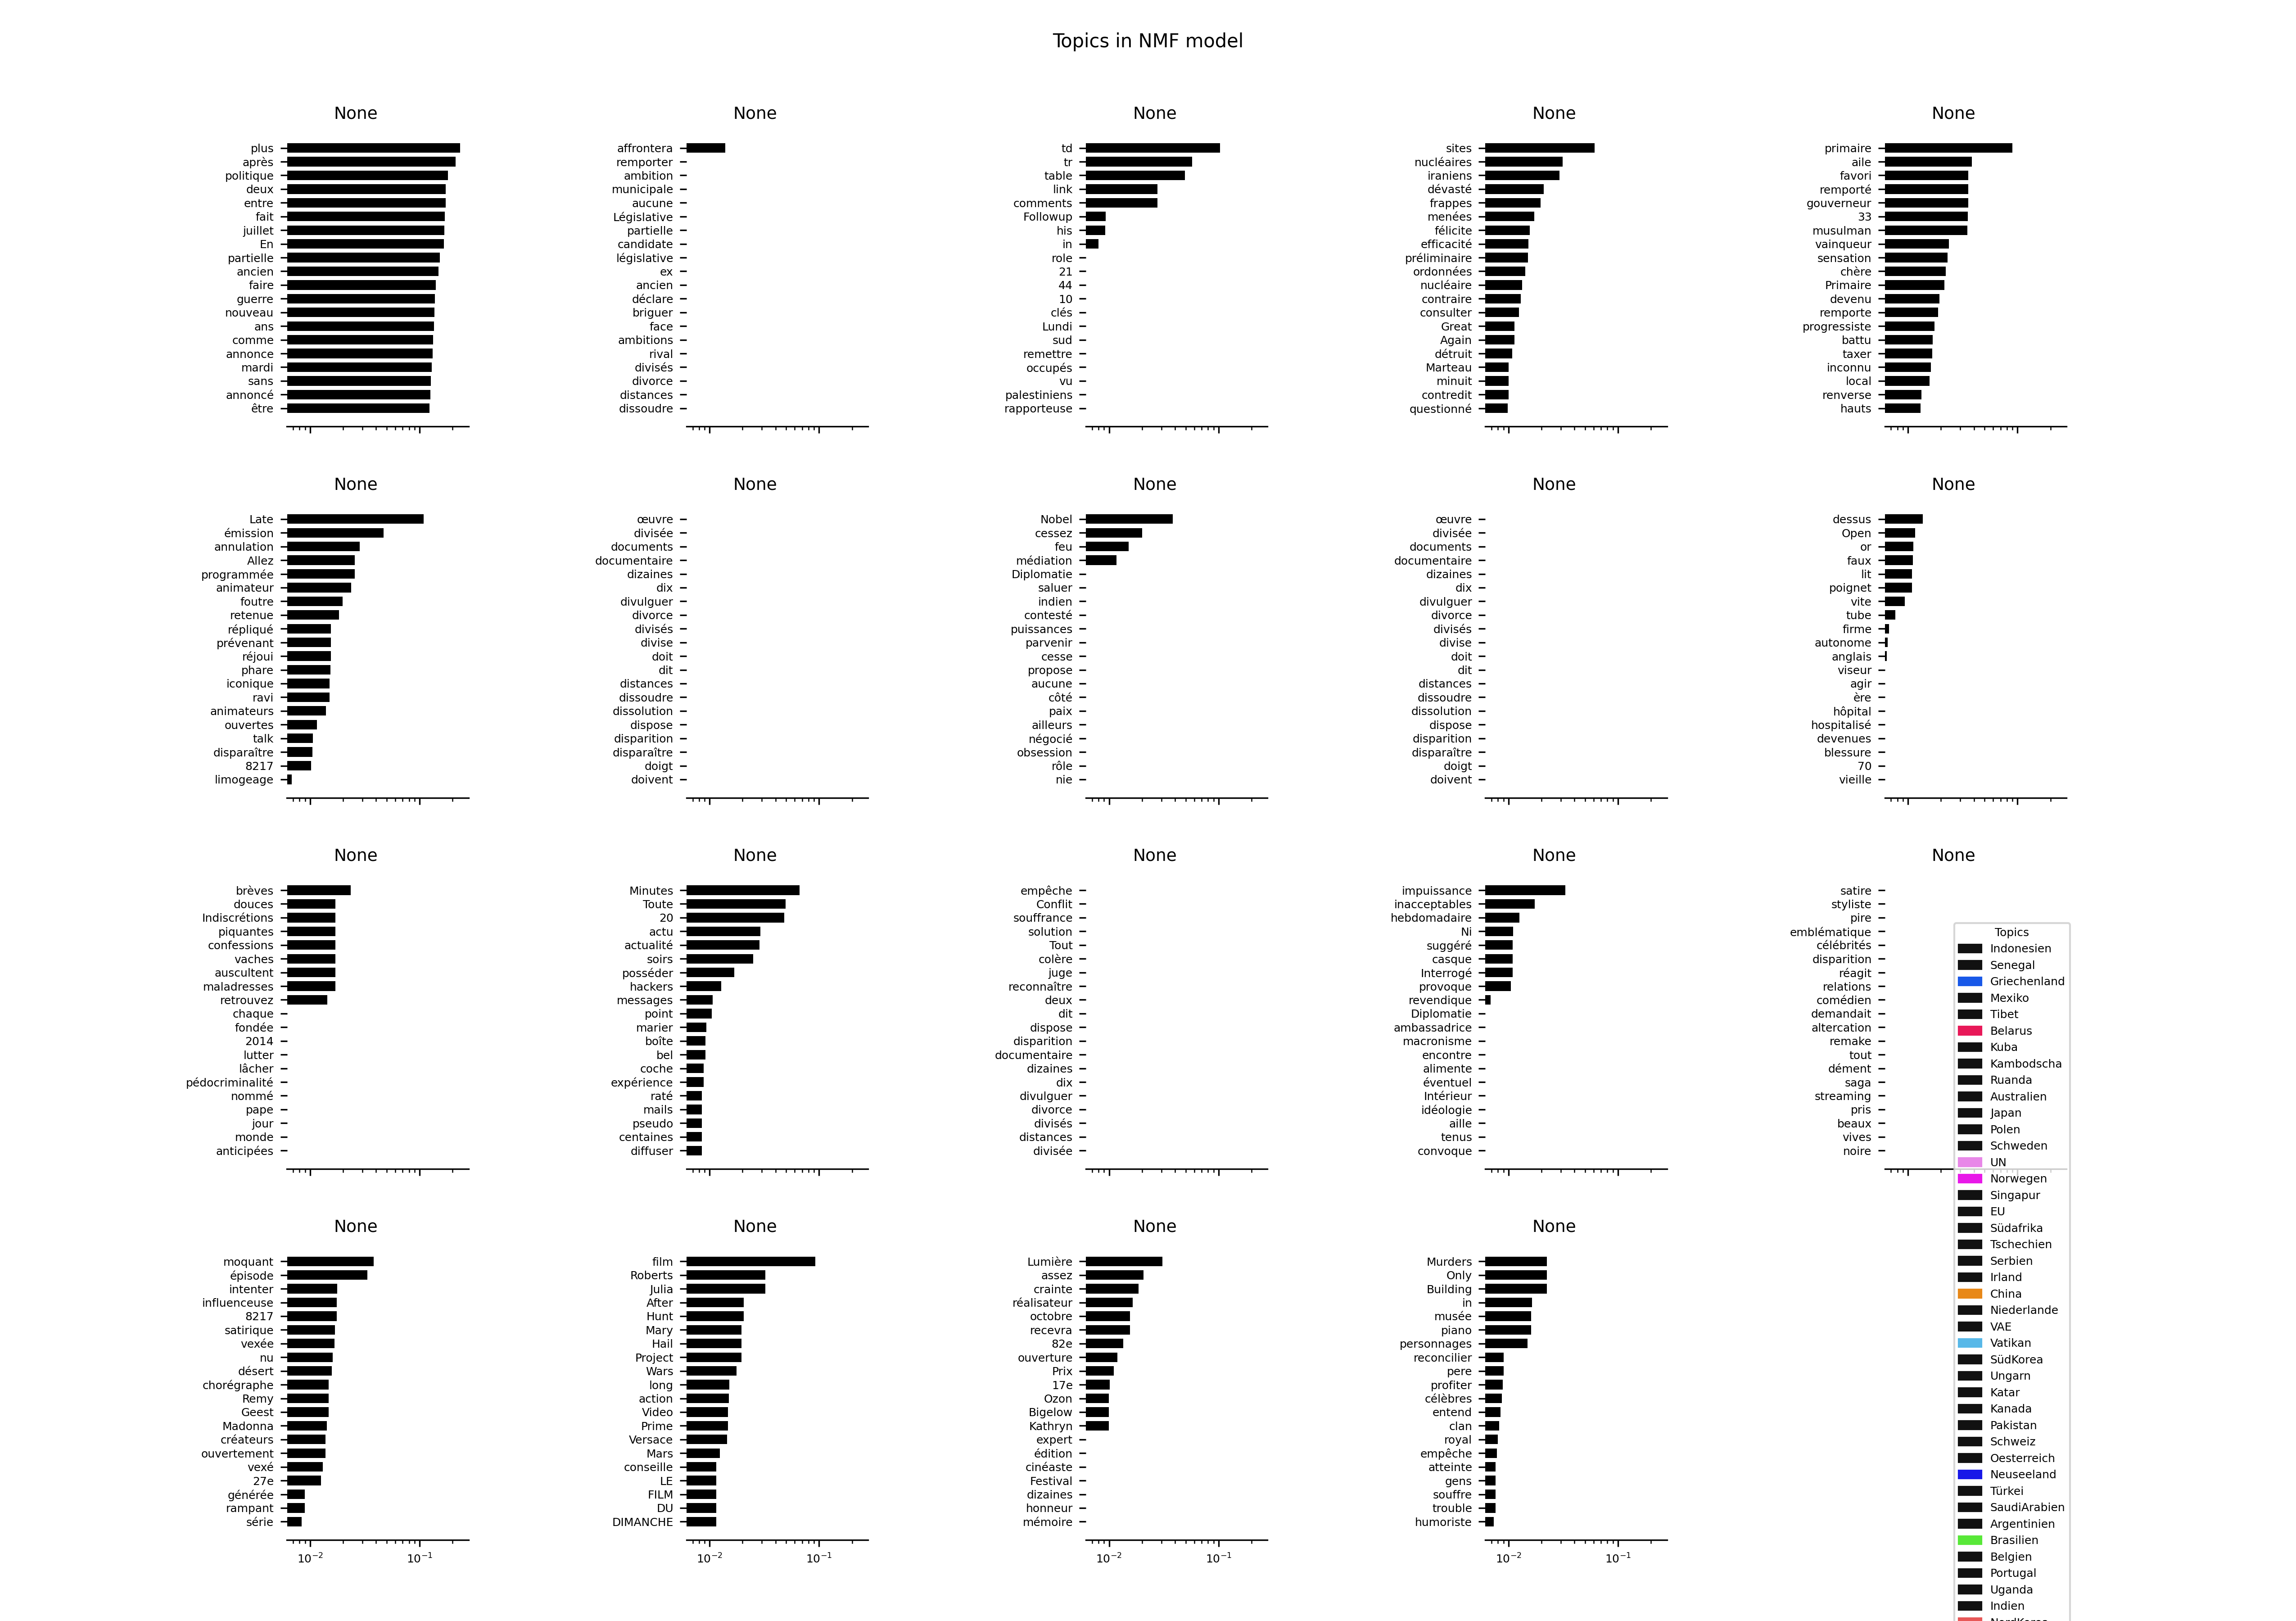 Topics in NMF model
None
plus
après
politique
deux
entre
fait
juillet
En
partielle
ancien
faire
guerre
nouveau
ans
comme
annonce
mardi
sans
annoncé
être
None
affrontera
remporter
ambition
municipale
aucune
Législative
partielle
candidate
législative
ex
ancien
déclare
briguer
face
ambitions
rival
divisés
divorce
distances
dissoudre
None
td
tr
table
link
comments
Followup
his
in
role
21
44
10
clés
Lundi
sud
remettre
occupés
vu
palestiniens
rapporteuse
None
sites
nucléaires
iraniens
dévasté
frappes
menées
félicite
efficacité
préliminaire
ordonnées
nucléaire
contraire
consulter
Great
Again
détruit
Marteau
minuit
contredit
questionné
None
primaire
aile
favori
remporté
gouverneur
33
musulman
vainqueur
sensation
chère
Primaire
devenu
remporte
progressiste
battu
taxer
inconnu
local
renverse
hauts
None
Late
émission
annulation
Allez
programmée
animateur
foutre
retenue
répliqué
prévenant
réjoui
phare
iconique
ravi
animateurs
ouvertes
talk
disparaître
8217
limogeage
None
œuvre
divisée
documents
documentaire
dizaines
dix
divulguer
divorce
divisés
divise
doit
dit
distances
dissoudre
dissolution
dispose
disparition
disparaître
doigt
doivent
None
Nobel
cessez
feu
médiation
Diplomatie
saluer
indien
contesté
puissances
parvenir
cesse
propose
aucune
côté
paix
ailleurs
négocié
obsession
rôle
nie
None
œuvre
divisée
documents
documentaire
dizaines
dix
divulguer
divorce
divisés
divise
doit
dit
distances
dissoudre
dissolution
dispose
disparition
disparaître
doigt
doivent
None
dessus
Open
or
faux
lit
poignet
vite
tube
firme
autonome
anglais
viseur
agir
ère
hôpital
hospitalisé
devenues
blessure
70
vieille
None
brèves
douces
Indiscrétions
piquantes
confessions
vaches
auscultent
maladresses
retrouvez
chaque
fondée
2014
lutter
lâcher
pédocriminalité
nommé
pape
jour
monde
anticipées
None
Minutes
Toute
20
actu
actualité
soirs
posséder
hackers
messages
point
marier
boîte
bel
coche
expérience
raté
mails
pseudo
centaines
diffuser
None
empêche
Conflit
souffrance
solution
Tout
colère
juge
reconnaître
deux
dit
dispose
disparition
documentaire
dizaines
dix
divulguer
divorce
divisés
distances
divisée
None
impuissance
inacceptables
hebdomadaire
Ni
suggéré
casque
Interrogé
provoque
revendique
Diplomatie
ambassadrice
macronisme
encontre
alimente
éventuel
Intérieur
idéologie
aille
tenus
convoque
None
satire
styliste
pire
emblématique
célébrités
disparition
réagit
relations
comédien
demandait
altercation
remake
tout
dément
saga
streaming
pris
beaux
vives
noire
None
moquant
épisode
intenter
influenceuse
8217
satirique
vexée
nu
désert
chorégraphe
Remy
Geest
Madonna
créateurs
ouvertement
vexé
27e
générée
rampant
série
10⁻²
10⁻¹
None
film
Roberts
Julia
After
Hunt
Mary
Hail
Project
Wars
long
action
Video
Prime
Versace
Mars
conseille
LE
FILM
DU
DIMANCHE
10⁻²
10⁻¹
None
Lumière
assez
crainte
réalisateur
octobre
recevra
82e
ouverture
Prix
17e
Ozon
Bigelow
Kathryn
expert
édition
cinéaste
Festival
dizaines
honneur
mémoire
10⁻²
10⁻¹
None
Murders
Only
Building
in
musée
piano
personnages
reconcilier
pere
profiter
célèbres
entend
clan
royal
empêche
atteinte
gens
souffre
trouble
humoriste
10⁻²
10⁻¹
Topics
Indonesien
Senegal
Griechenland
Mexiko
Tibet
Belarus
Kuba
Kambodscha
Ruanda
Australien
Japan
Polen
Schweden
UN
Norwegen
Singapur
EU
Südafrika
Tschechien
Serbien
Irland
China
Niederlande
VAE
Vatikan
SüdKorea
Ungarn
Katar
Kanada
Pakistan
Schweiz
Oesterreich
Neuseeland
Türkei
SaudiArabien
Argentinien
Brasilien
Belgien
Portugal
Uganda
Indien